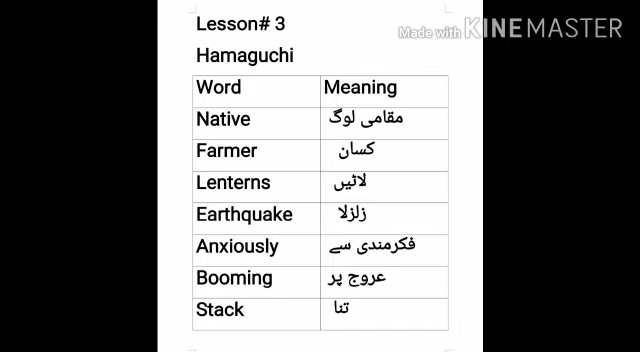 Lesson# 3
Made with KINEMASTER
Hamaguchi
Word Meaning
Native مقامی لوگ
Farmer کسان
Lenterns لاٹیں
Earthquake زلزلا
Anxiously فکرمندی سے
Booming عروج پر
Stack تنا